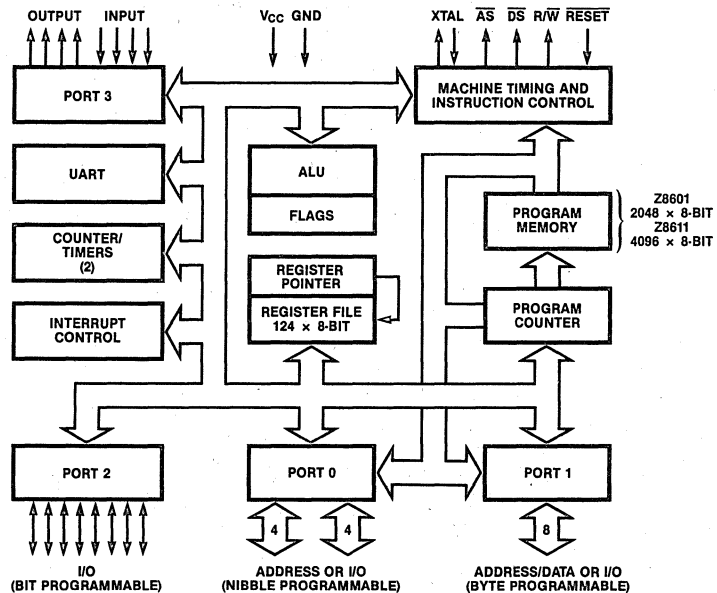 OUTPUT INPUT VCC GND XTAL AS DS R/W RESET
PORT 3
MACHINE TIMING AND
INSTRUCTION CONTROL
UART
ALU
FLAGS
PROGRAM
MEMORY
Z8601
2048 × 8-BIT
Z8611
4096 × 8-BIT
COUNTER/
TIMERS
(2)
REGISTER
POINTER
REGISTER FILE
124 × 8-BIT
PROGRAM
COUNTER
INTERRUPT
CONTROL
PORT 2
PORT 0
PORT 1
4
4
8
I/O
(BIT PROGRAMMABLE)
ADDRESS OR I/O
(NIBBLE PROGRAMMABLE)
ADDRESS/DATA OR I/O
(BYTE PROGRAMMABLE)